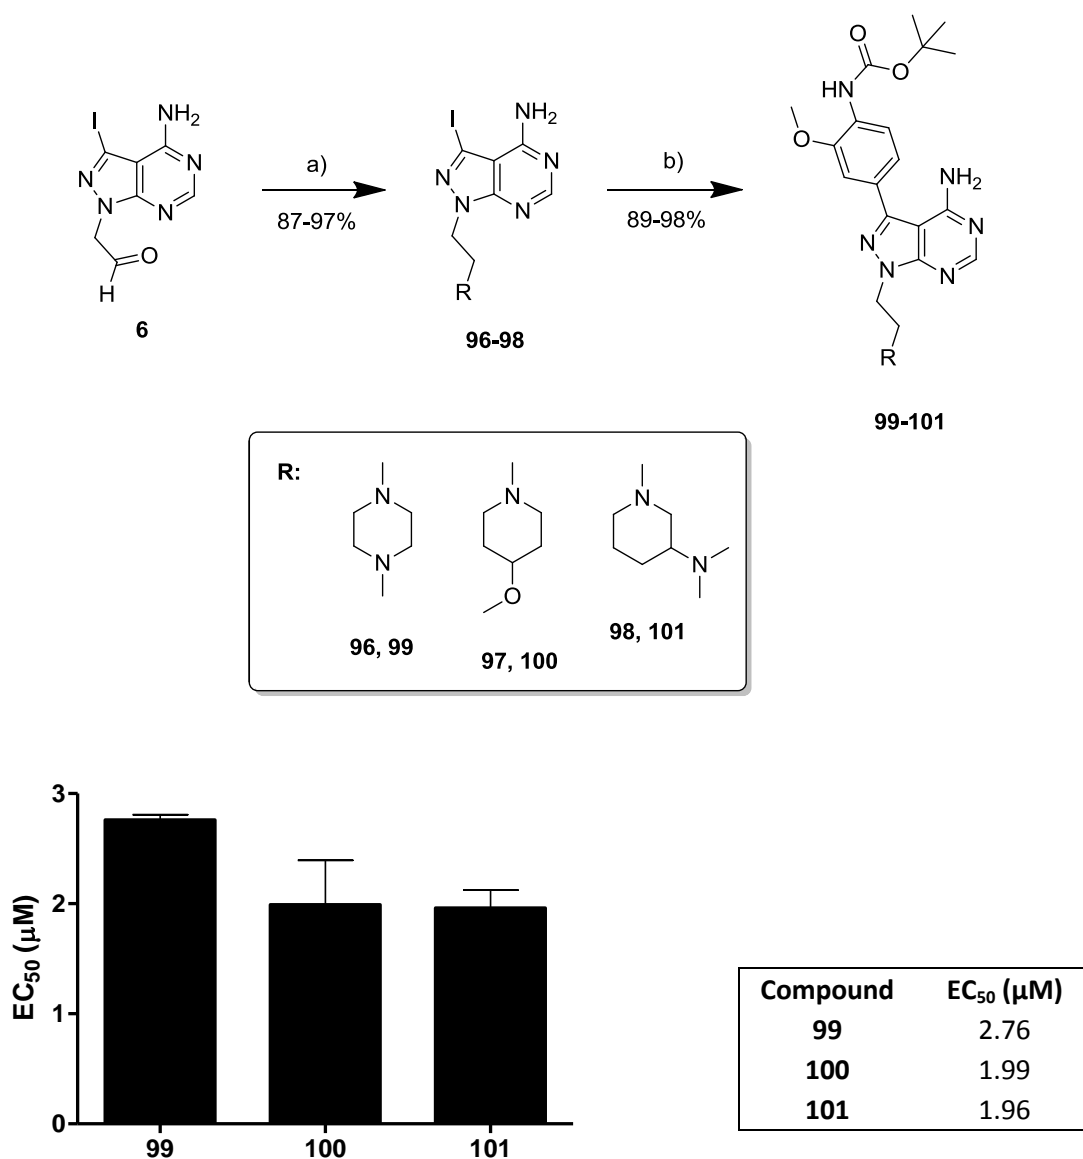 I NH2 N N N N O H
6
a)
87-97%
I NH2 N N N N R
96-98
b)
89-98%
O HN O O NH2 N N N N R
99-101
R:
N N
96, 99
N O
97, 100
N N
98, 101
EC50 (μM)
3
2
1
0
99 100 101
Compound EC50 (μM)
99 2.76
100 1.99
101 1.96